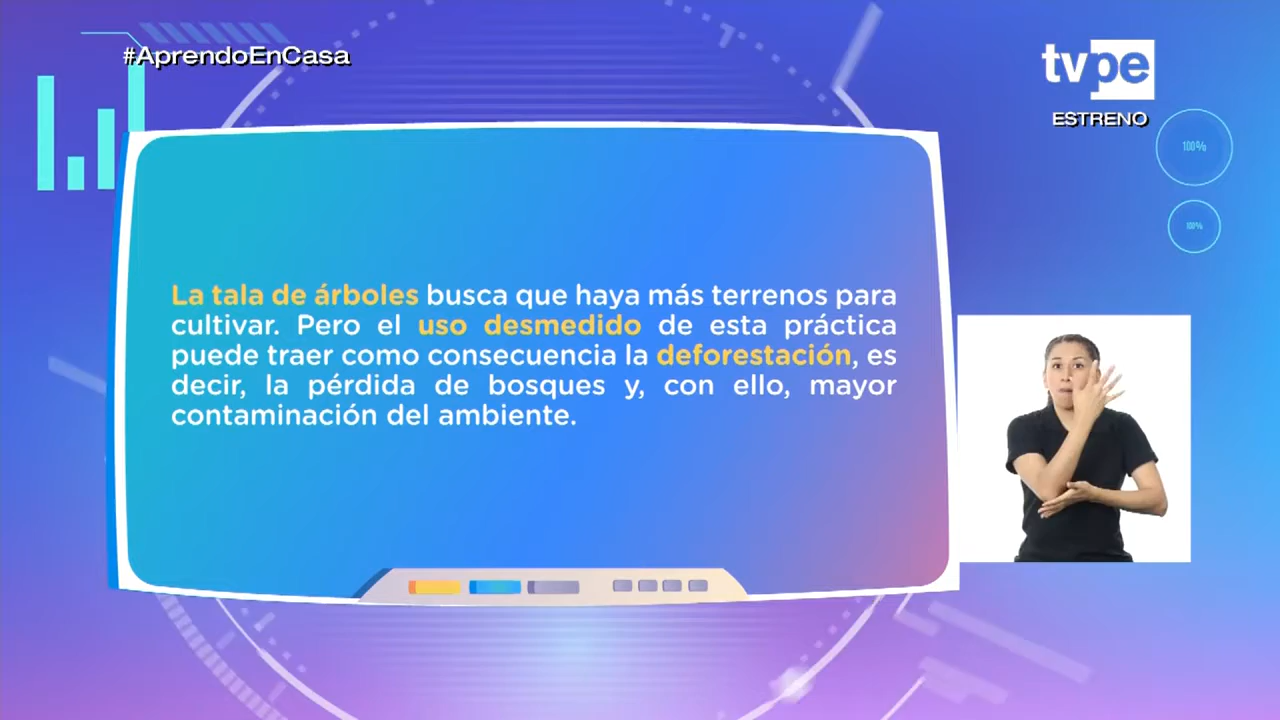 #AprendoEnCasa
tvpe
ESTRENO
100%
100%
La tala de árboles busca que haya más terrenos para
cultivar. Pero el uso desmedido de esta práctica
puede traer como consecuencia la deforestación, es
decir, la pérdida de bosques y, con ello, mayor
contaminación del ambiente.